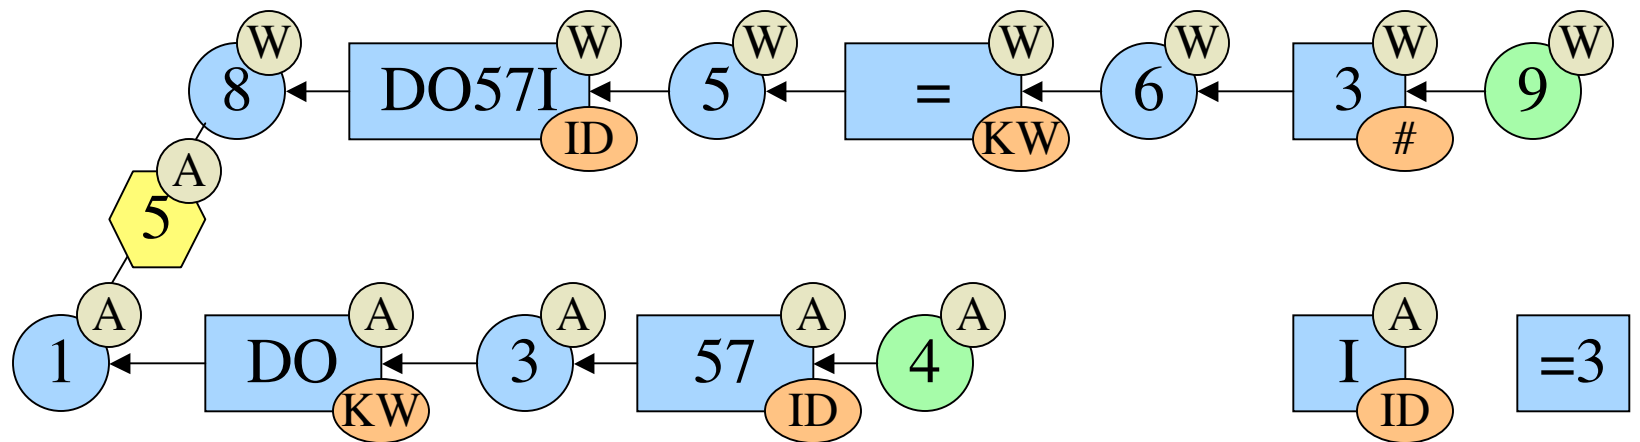 W W W W W W W
8 DO57I 5 = 6 3 9
ID KW #
A
5
A A A A A A
1 DO 3 57 4 I =3
KW ID ID